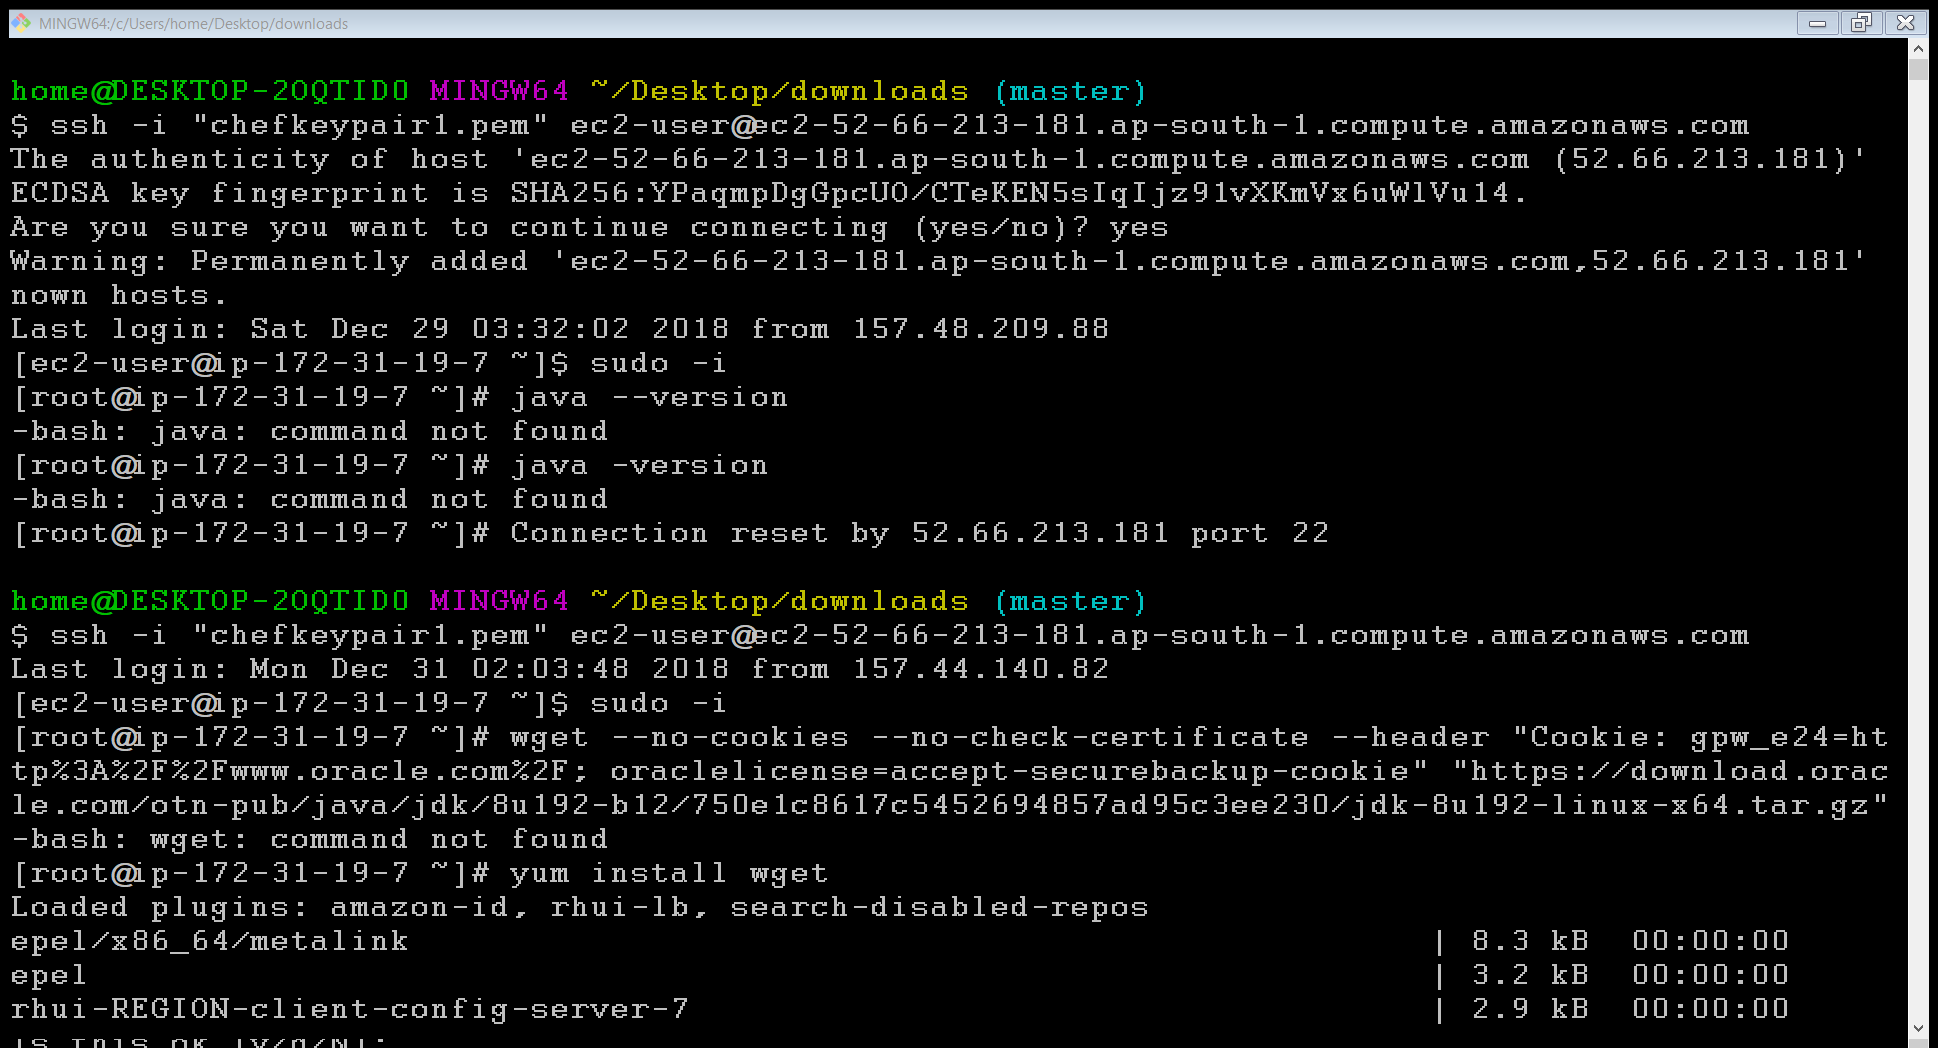 MINGW64:/c/Users/home/Desktop/downloads
home@DESKTOP-2OQTID0 MINGW64 ~/Desktop/downloads (master)
$ ssh -i "chefkeypair1.pem" ec2-user@ec2-52-66-213-181.ap-south-1.compute.amazonaws.com
The authenticity of host 'ec2-52-66-213-181.ap-south-1.compute.amazonaws.com (52.66.213.181)'
ECDSA key fingerprint is SHA256:YPaqmpDgGpcUO/CTeKEN5sIqIjz91vXKmVx6uWlVu14.
Are you sure you want to continue connecting (yes/no)? yes
Warning: Permanently added 'ec2-52-66-213-181.ap-south-1.compute.amazonaws.com,52.66.213.181'
nown hosts.
Last login: Sat Dec 29 03:32:02 2018 from 157.48.209.88
[ec2-user@ip-172-31-19-7 ~]$ sudo -i
[root@ip-172-31-19-7 ~]# java --version
-bash: java: command not found
[root@ip-172-31-19-7 ~]# java -version
-bash: java: command not found
[root@ip-172-31-19-7 ~]# Connection reset by 52.66.213.181 port 22
home@DESKTOP-2OQTID0 MINGW64 ~/Desktop/downloads (master)
$ ssh -i "chefkeypair1.pem" ec2-user@ec2-52-66-213-181.ap-south-1.compute.amazonaws.com
Last login: Mon Dec 31 02:03:48 2018 from 157.44.140.82
[ec2-user@ip-172-31-19-7 ~]$ sudo -i
[root@ip-172-31-19-7 ~]# wget --no-cookies --no-check-certificate --header "Cookie: gpw_e24=ht
tp%3A%2F%2Fwww.oracle.com%2F; oraclelicense=accept-securebackup-cookie" "https://download.orac
le.com/otn-pub/java/jdk/8u192-b12/750e1c8617c5452694857ad95c3ee230/jdk-8u192-linux-x64.tar.gz"
-bash: wget: command not found
[root@ip-172-31-19-7 ~]# yum install wget
Loaded plugins: amazon-id, rhui-lb, search-disabled-repos
epel/x86_64/metalink | 8.3 kB 00:00:00
epel | 3.2 kB 00:00:00
rhui-REGION-client-config-server-7 | 2.9 kB 00:00:00
Is this ok [y/d/N]: